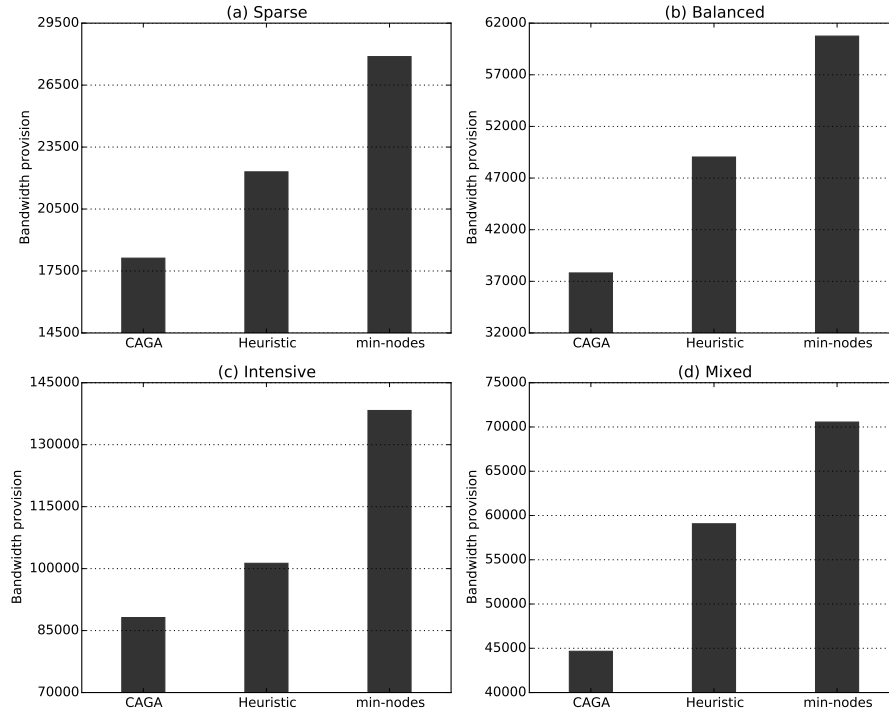 (a) Sparse
29500
26500
23500
20500
17500
14500
Bandwidth provision
CAGA Heuristic min-nodes
(b) Balanced
62000
57000
52000
47000
42000
37000
32000
Bandwidth provision
CAGA Heuristic min-nodes
(c) Intensive
145000
130000
115000
100000
85000
70000
Bandwidth provision
CAGA Heuristic min-nodes
(d) Mixed
75000
70000
65000
60000
55000
50000
45000
40000
Bandwidth provision
CAGA Heuristic min-nodes